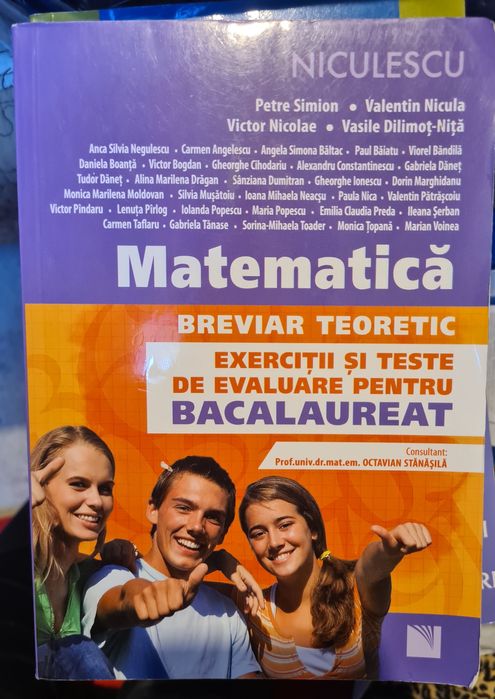 NICULESCU
Petre Simion • Valentin Nicula
Victor Nicolae • Vasile Dilimoț-Niță
Anca Silvia Negulescu • Carmen Angelescu • Angela Simona Băltac • Paul Băiatu • Viorel Băndilă
Daniela Boanță • Victor Bogdan • Gheorghe Cihodariu • Alexandru Constantinescu • Gabriela Dăneț
Tudor Dăneț • Alina Marilena Drăgan • Sânziana Dumitran • Gheorghe Ionescu • Dorin Marghidanu
Monica Marilena Moldovan • Silvia Mușătoiu • Ioana Mihaela Neacșu • Paula Nica • Valentin Pătrășcoiu
Victor Pîndaru • Lenuța Pîrlog • Iolanda Popescu • Maria Popescu • Emilia Claudia Preda • Ileana Șerban
Carmen Taflaru • Gabriela Tănase • Sorina-Mihaela Toader • Monica Țopană • Marian Voinea
Matematică
BREVIAR TEORETIC
EXERCIȚII ȘI TESTE
DE EVALUARE PENTRU
BACALAUREAT
Consultant:
Prof.univ.dr.mat.em. OCTAVIAN STĂNĂȘILĂ